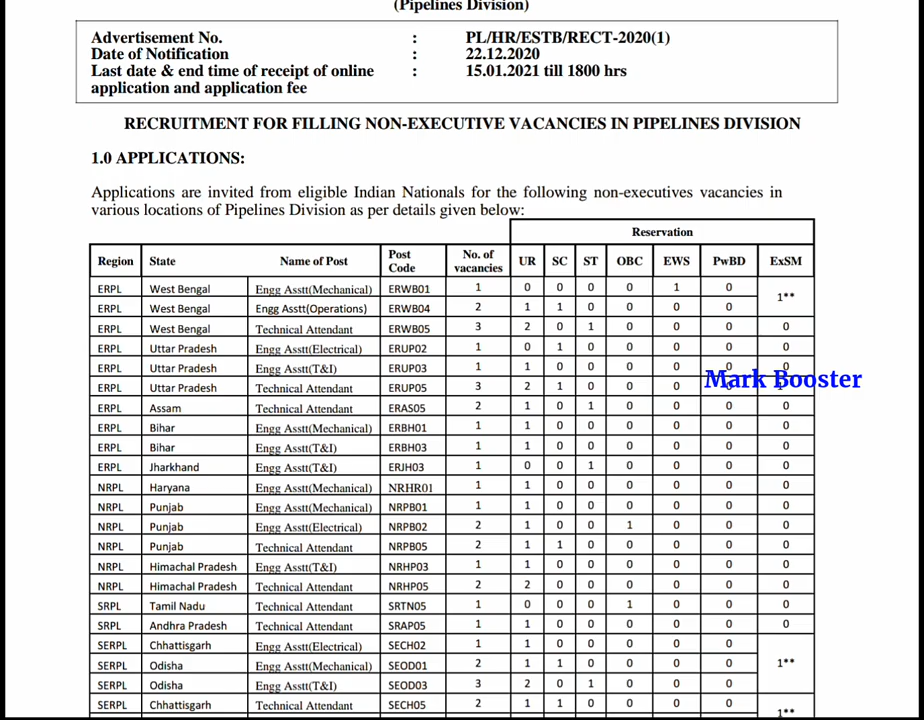 (Pipelines Division)
Advertisement No. : PL/HR/ESTB/RECT-2020(1)
Date of Notification : 22.12.2020
Last date & end time of receipt of online : 15.01.2021 till 1800 hrs
application and application fee
RECRUITMENT FOR FILLING NON-EXECUTIVE VACANCIES IN PIPELINES DIVISION
1.0 APPLICATIONS:
Applications are invited from eligible Indian Nationals for the following non-executives vacancies in
various locations of Pipelines Division as per details given below:
Reservation
Region State Name of Post Post Code No. of vacancies UR SC ST OBC EWS PwBD ExSM
ERPL West Bengal Engg Asstt(Mechanical) ERWB01 1 0 0 0 0 1 0 1**
ERPL West Bengal Engg Asstt(Operations) ERWB04 2 1 1 0 0 0 0
ERPL West Bengal Technical Attendant ERWB05 3 2 0 1 0 0 0 0
ERPL Uttar Pradesh Engg Asstt(Electrical) ERUP02 1 0 1 0 0 0 0 0
ERPL Uttar Pradesh Engg Asstt(T&I) ERUP03 1 1 0 0 0 0 0 0
ERPL Uttar Pradesh Technical Attendant ERUP05 3 2 1 0 0 0
Mark Booster
ERPL Assam Technical Attendant ERAS05 2 1 0 1 0 0 0 0
ERPL Bihar Engg Asstt(Mechanical) ERBH01 1 1 0 0 0 0 0 0
ERPL Bihar Engg Asstt(T&I) ERBH03 1 1 0 0 0 0 0 0
ERPL Jharkhand Engg Asstt(T&I) ERJH03 1 0 0 1 0 0 0 0
NRPL Haryana Engg Asstt(Mechanical) NRHR01 1 1 0 0 0 0 0 0
NRPL Punjab Engg Asstt(Mechanical) NRPB01 1 1 0 0 0 0 0 0
NRPL Punjab Engg Asstt(Electrical) NRPB02 2 1 0 0 1 0 0 0
NRPL Punjab Technical Attendant NRPB05 2 1 1 0 0 0 0 0
NRPL Himachal Pradesh Engg Asstt(T&I) NRHP03 1 1 0 0 0 0 0 0
NRPL Himachal Pradesh Technical Attendant NRHP05 2 2 0 0 0 0 0 0
SRPL Tamil Nadu Technical Attendant SRTN05 1 0 0 0 1 0 0 0
SRPL Andhra Pradesh Technical Attendant SRAP05 1 1 0 0 0 0 0 0
SERPL Chhattisgarh Engg Asstt(Electrical) SECH02 1 1 0 0 0 0 0 1**
SERPL Odisha Engg Asstt(Mechanical) SEOD01 2 1 1 0 0 0 0
SERPL Odisha Engg Asstt(T&I) SEOD03 3 2 0 1 0 0 0
SERPL Chhattisgarh Technical Attendant SECH05 2 1 1 0 0 0 0 1**